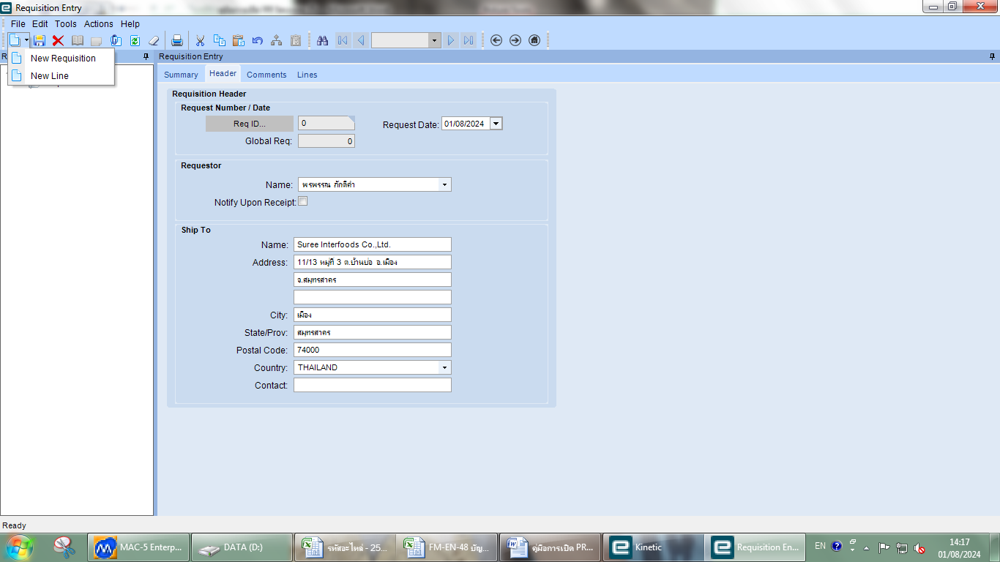 Requisition Entry
File Edit Tools Actions Help
New Requisition
New Line
Requisition Entry
Summary Header Comments Lines
Requisition Header
Request Number / Date
Req ID... 0 Request Date: 01/08/2024
Global Req: 0
Requestor
Name: พรพรรณ ภักดีคำ
Notify Upon Receipt:
Ship To
Name: Suree Interfoods Co.,Ltd.
Address: 11/13 หมู่ที่ 3 ต.บ้านบ่อ อ.เมือง
จ.สมุทรสาคร
City: เมือง
State/Prov: สมุทรสาคร
Postal Code: 74000
Country: THAILAND
Contact:
Ready
MAC-5 Enterp... DATA (D:) รหัสอะไหล่ - 25... FM-EN-48 บัญ... คู่มือการเปิด PR... Kinetic Requisition En... EN 14:17
01/08/2024